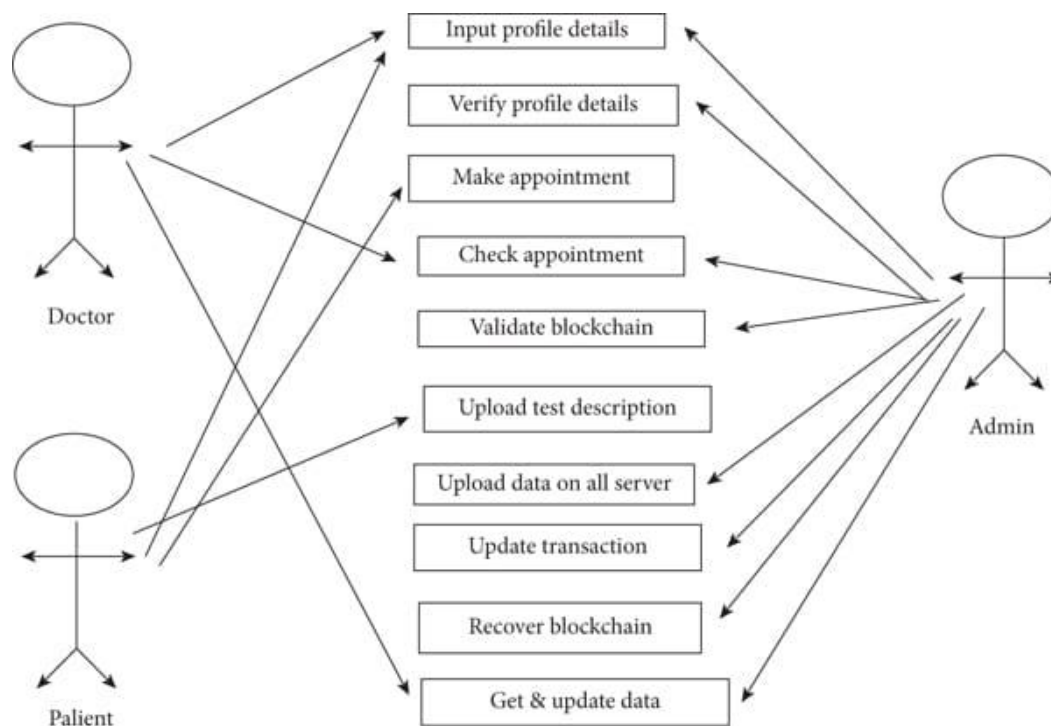 Input profile details
Verify profile details
Make appointment
Check appointment
Doctor
Validate blockchain
Upload test description
Admin
Upload data on all server
Update transaction
Recover blockchain
Get & update data
Palient